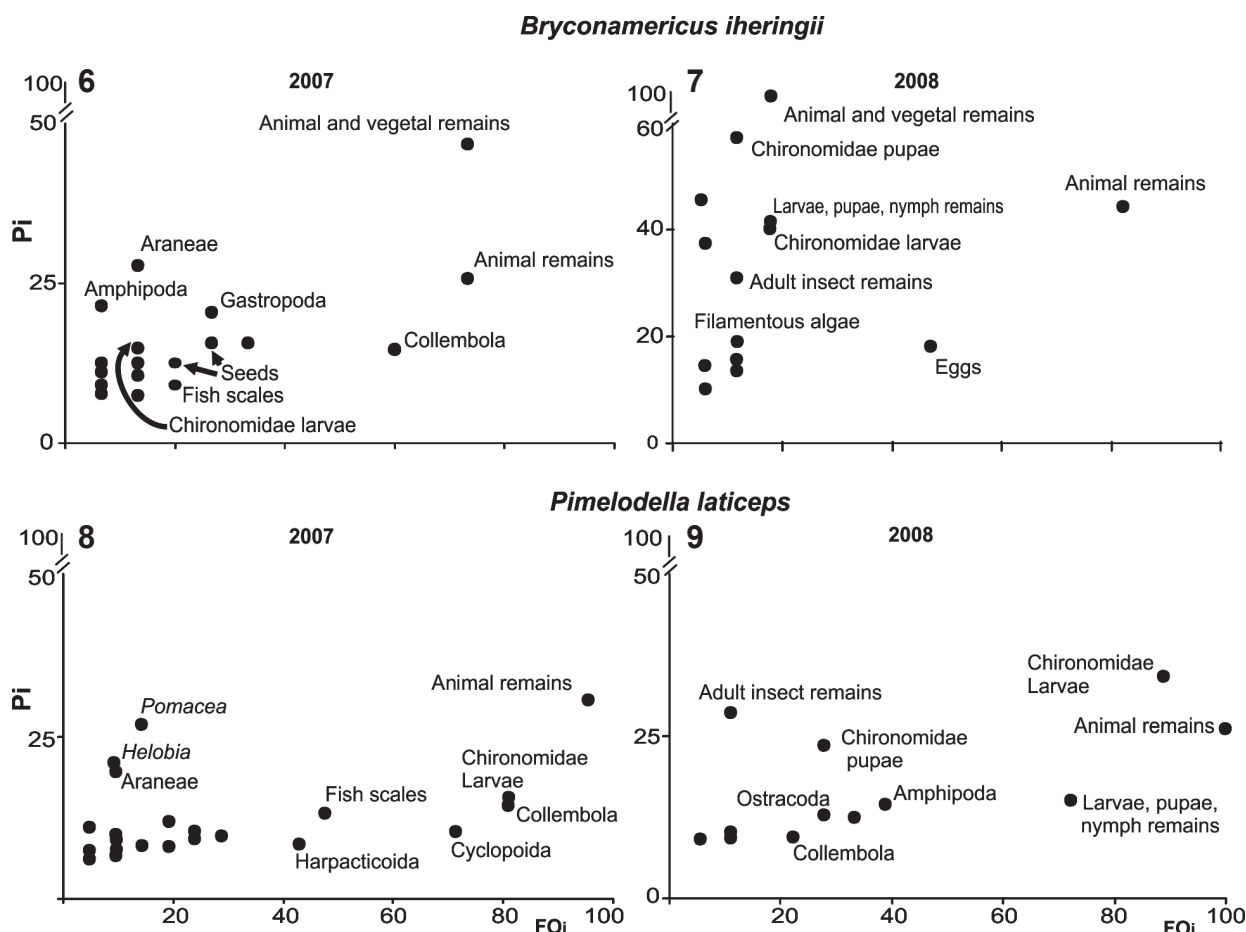 Bryconamericus iheringii
100
6
2007
50
Animal and vegetal remains
Pi
Araneae
Animal remains
25
Amphipoda
Gastropoda
Collembola
Seeds
Fish scales
Chironomidae larvae
0
100
7
2008
Animal and vegetal remains
60
Chironomidae pupae
Animal remains
Larvae, pupae, nymph remains
40
Chironomidae larvae
Adult insect remains
Filamentous algae
20
Eggs
0
Pimelodella laticeps
100
8
2007
50
Pi
Animal remains
Pomacea
25
Helobia
Araneae
Chironomidae
Larvae
Fish scales
Collembola
Harpacticoida
Cyclopoida
20
40
60
80
100
FOi
100
9
2008
50
Chironomidae
Larvae
Adult insect remains
Animal remains
25
Chironomidae
pupae
Ostracoda
Amphipoda
Larvae, pupae,
nymph remains
Collembola
0
20
40
60
80
100
FOi